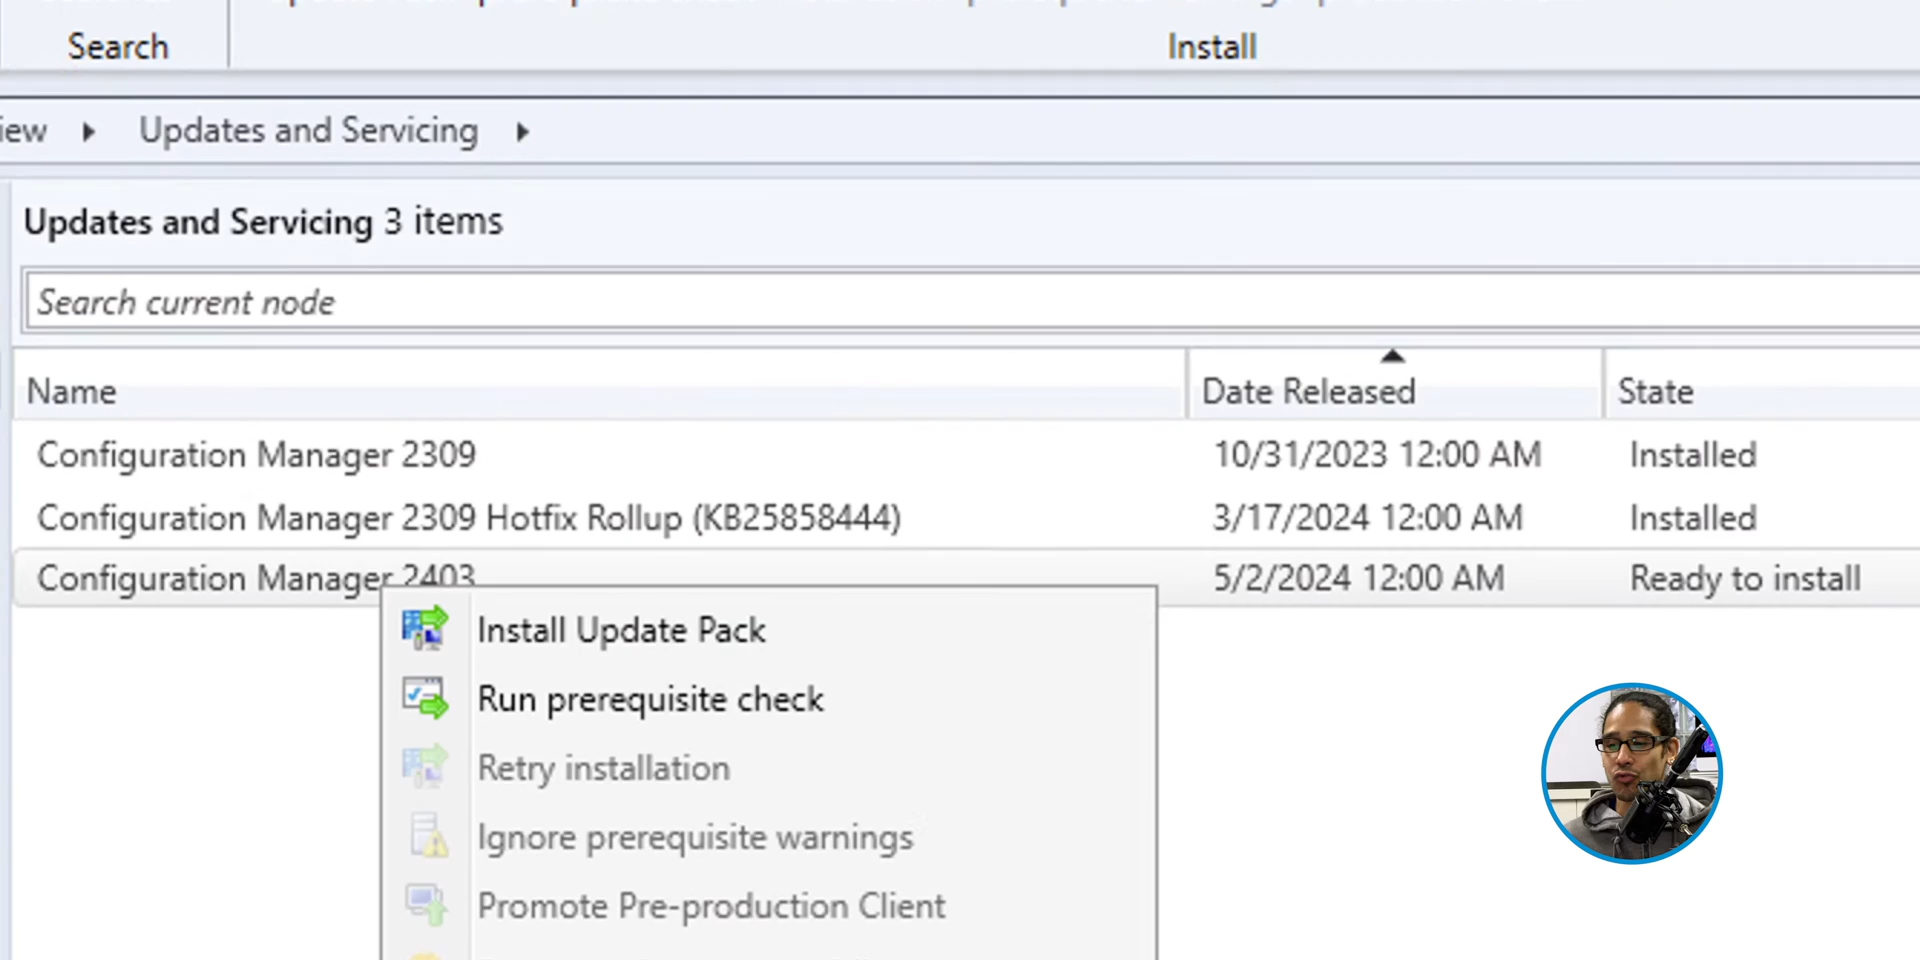 Search
Install
iew ▸ Updates and Servicing ▸
Updates and Servicing 3 items
Search current node
Name Date Released State
Configuration Manager 2309 10/31/2023 12:00 AM Installed
Configuration Manager 2309 Hotfix Rollup (KB25858444) 3/17/2024 12:00 AM Installed
Configuration Manager 2403 5/2/2024 12:00 AM Ready to install
Install Update Pack
Run prerequisite check
Retry installation
Ignore prerequisite warnings
Promote Pre-production Client